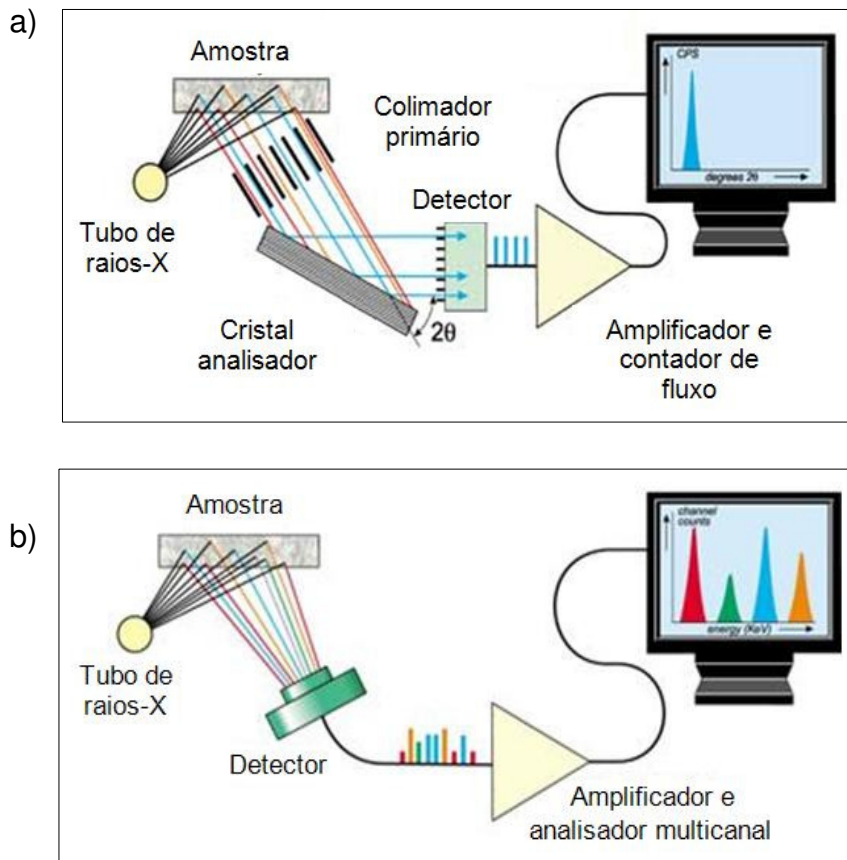 a)
Amostra
Colimador
primário
CPS
degrees 2θ
Detector
Tubo de
raios-X
Cristal
analisador
2θ
Amplificador e
contador de
fluxo
b)
Amostra
channel
counts
energy (KeV)
Tubo de
raios-X
Detector
Amplificador e
analisador multicanal